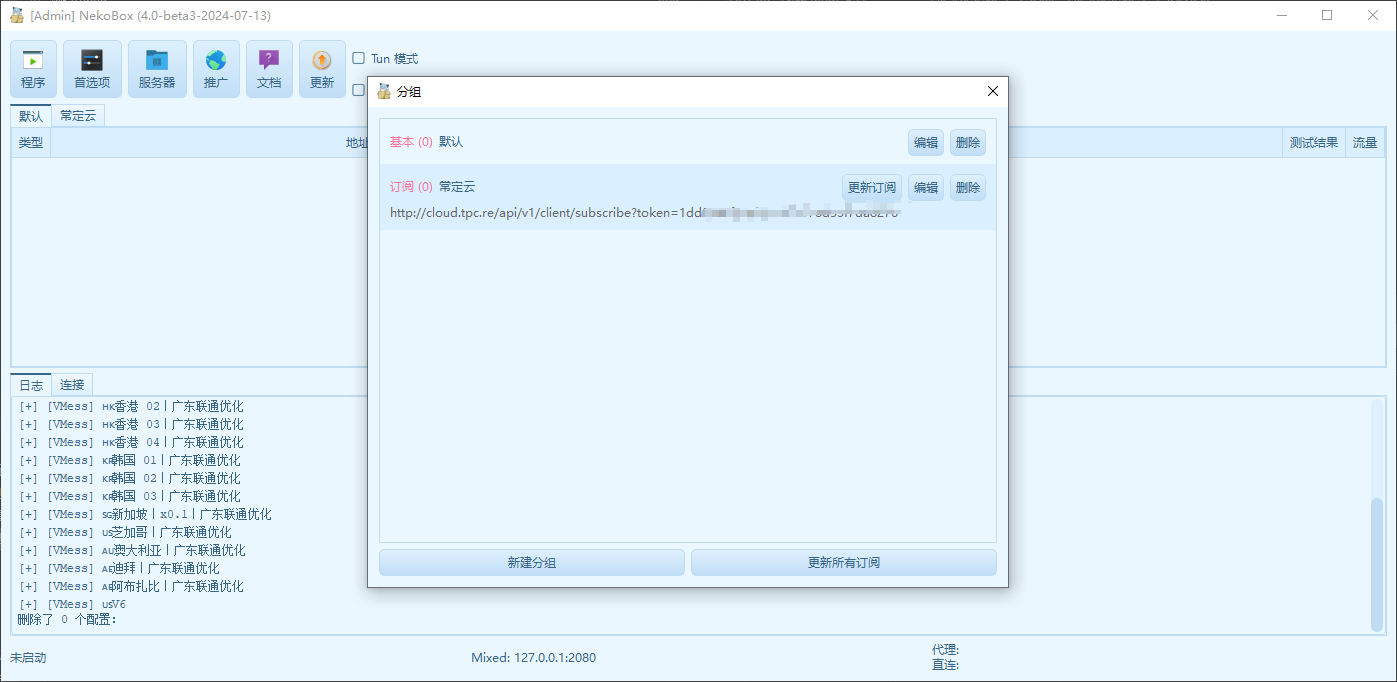 [Admin] NekoBox (4.0-beta3-2024-07-13)
程序 首选项 服务器 推广 文档 更新
Tun 模式
默认 常定云
类型 地址 测试结果 流量
分组
基本 (0) 默认 编辑 删除
订阅 (0) 常定云 更新订阅 编辑 删除
http://cloud.tpc.re/api/v1/client/subscribe?token=1dd
新建分组 更新所有订阅
日志 连接
[+] [VMess] HK香港 02丨广东联通优化
[+] [VMess] HK香港 03丨广东联通优化
[+] [VMess] HK香港 04丨广东联通优化
[+] [VMess] KR韩国 01丨广东联通优化
[+] [VMess] KR韩国 02丨广东联通优化
[+] [VMess] KR韩国 03丨广东联通优化
[+] [VMess] SG新加坡丨x0.1丨广东联通优化
[+] [VMess] US芝加哥丨广东联通优化
[+] [VMess] AU澳大利亚丨广东联通优化
[+] [VMess] AE迪拜丨广东联通优化
[+] [VMess] AE阿布扎比丨广东联通优化
[+] [VMess] USV6
删除了 0 个配置:
未启动
Mixed: 127.0.0.1:2080
代理:
直连: